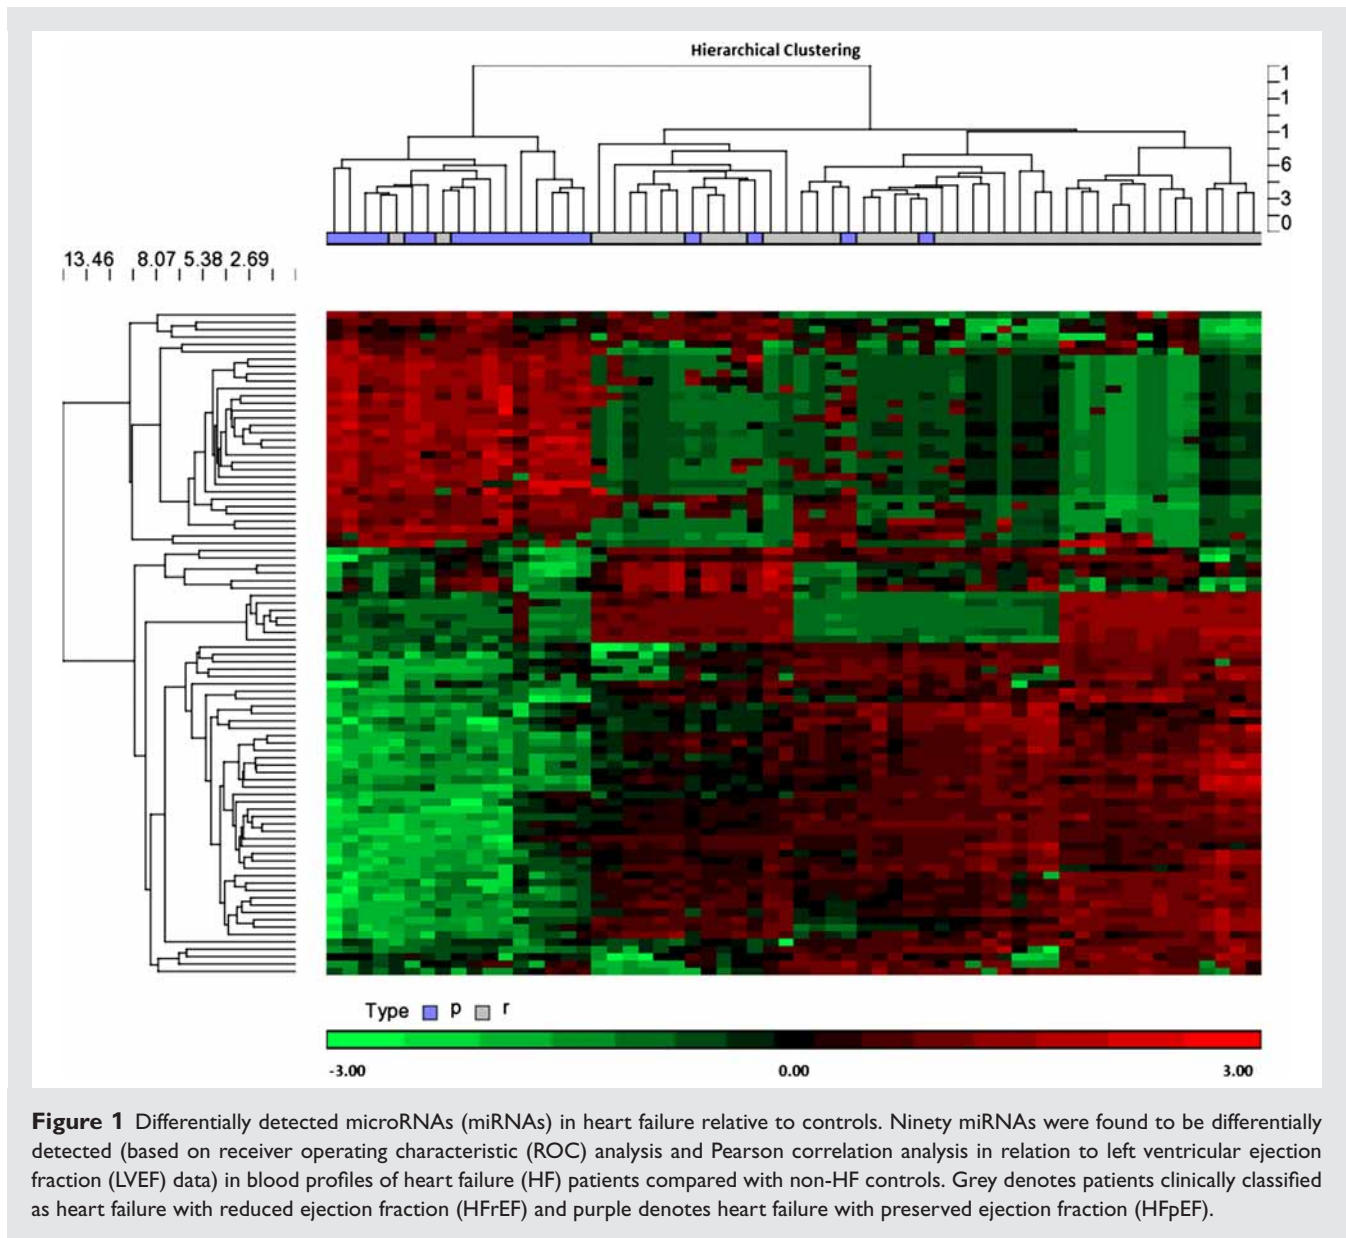 Hierarchical Clustering
1
1
1
6
3
0
13.46 8.07 5.38 2.69
Type p r
-3.00 0.00 3.00
Figure 1 Differentially detected microRNAs (miRNAs) in heart failure relative to controls. Ninety miRNAs were found to be differentially
detected (based on receiver operating characteristic (ROC) analysis and Pearson correlation analysis in relation to left ventricular ejection
fraction (LVEF) data) in blood profiles of heart failure (HF) patients compared with non-HF controls. Grey denotes patients clinically classified
as heart failure with reduced ejection fraction (HFrEF) and purple denotes heart failure with preserved ejection fraction (HFpEF).